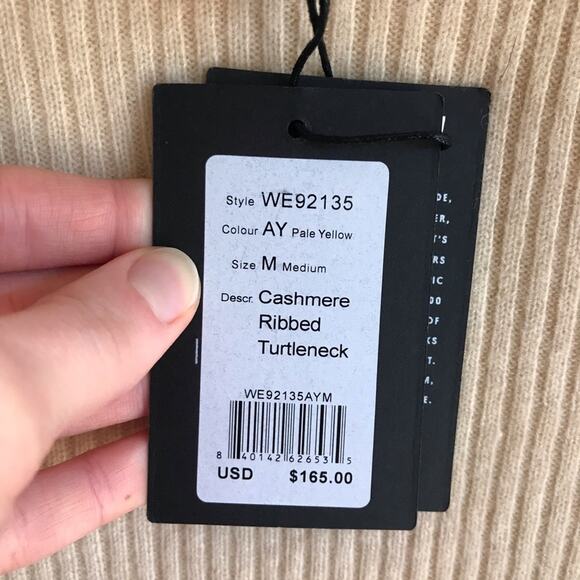 Style WE92135
Colour AY Pale Yellow
Size M Medium
Descr. Cashmere
Ribbed
Turtleneck
WE92135AYM
8 40142 62653 5
USD $165.00